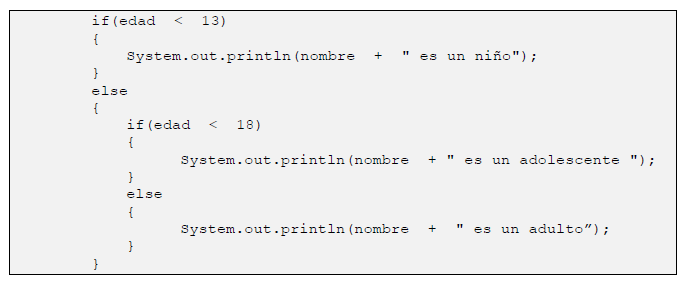 if(edad < 13)
{
System.out.println(nombre + " es un niño");
}
else
{
if(edad < 18)
{
System.out.println(nombre + " es un adolescente ");
}
else
{
System.out.println(nombre + " es un adulto”);
}
}